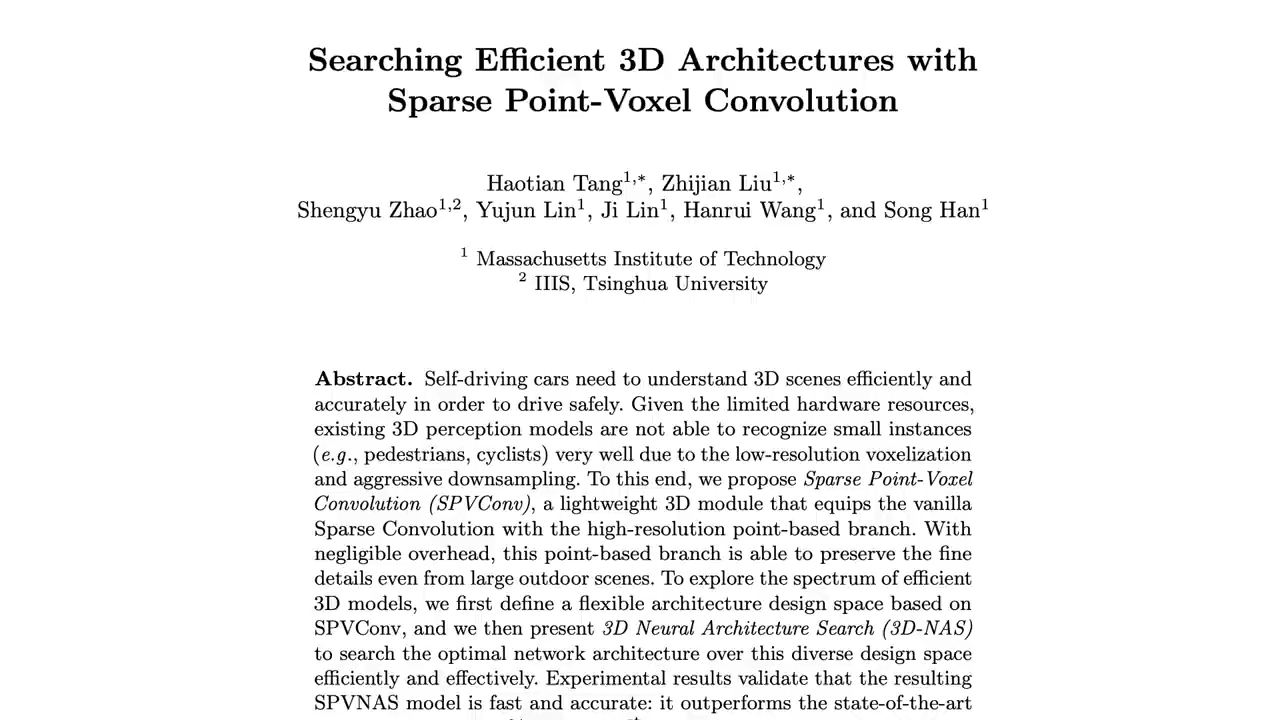 Searching Efficient 3D Architectures with
Sparse Point-Voxel Convolution
Haotian Tang¹,*, Zhijian Liu¹,*,
Shengyu Zhao¹,², Yujun Lin¹, Ji Lin¹, Hanrui Wang¹, and Song Han¹
¹ Massachusetts Institute of Technology
² IIIS, Tsinghua University
Abstract. Self-driving cars need to understand 3D scenes efficiently and
accurately in order to drive safely. Given the limited hardware resources,
existing 3D perception models are not able to recognize small instances
(e.g., pedestrians, cyclists) very well due to the low-resolution voxelization
and aggressive downsampling. To this end, we propose Sparse Point-Voxel
Convolution (SPVConv), a lightweight 3D module that equips the vanilla
Sparse Convolution with the high-resolution point-based branch. With
negligible overhead, this point-based branch is able to preserve the fine
details even from large outdoor scenes. To explore the spectrum of efficient
3D models, we first define a flexible architecture design space based on
SPVConv, and we then present 3D Neural Architecture Search (3D-NAS)
to search the optimal network architecture over this diverse design space
efficiently and effectively. Experimental results validate that the resulting
SPVNAS model is fast and accurate: it outperforms the state-of-the-art